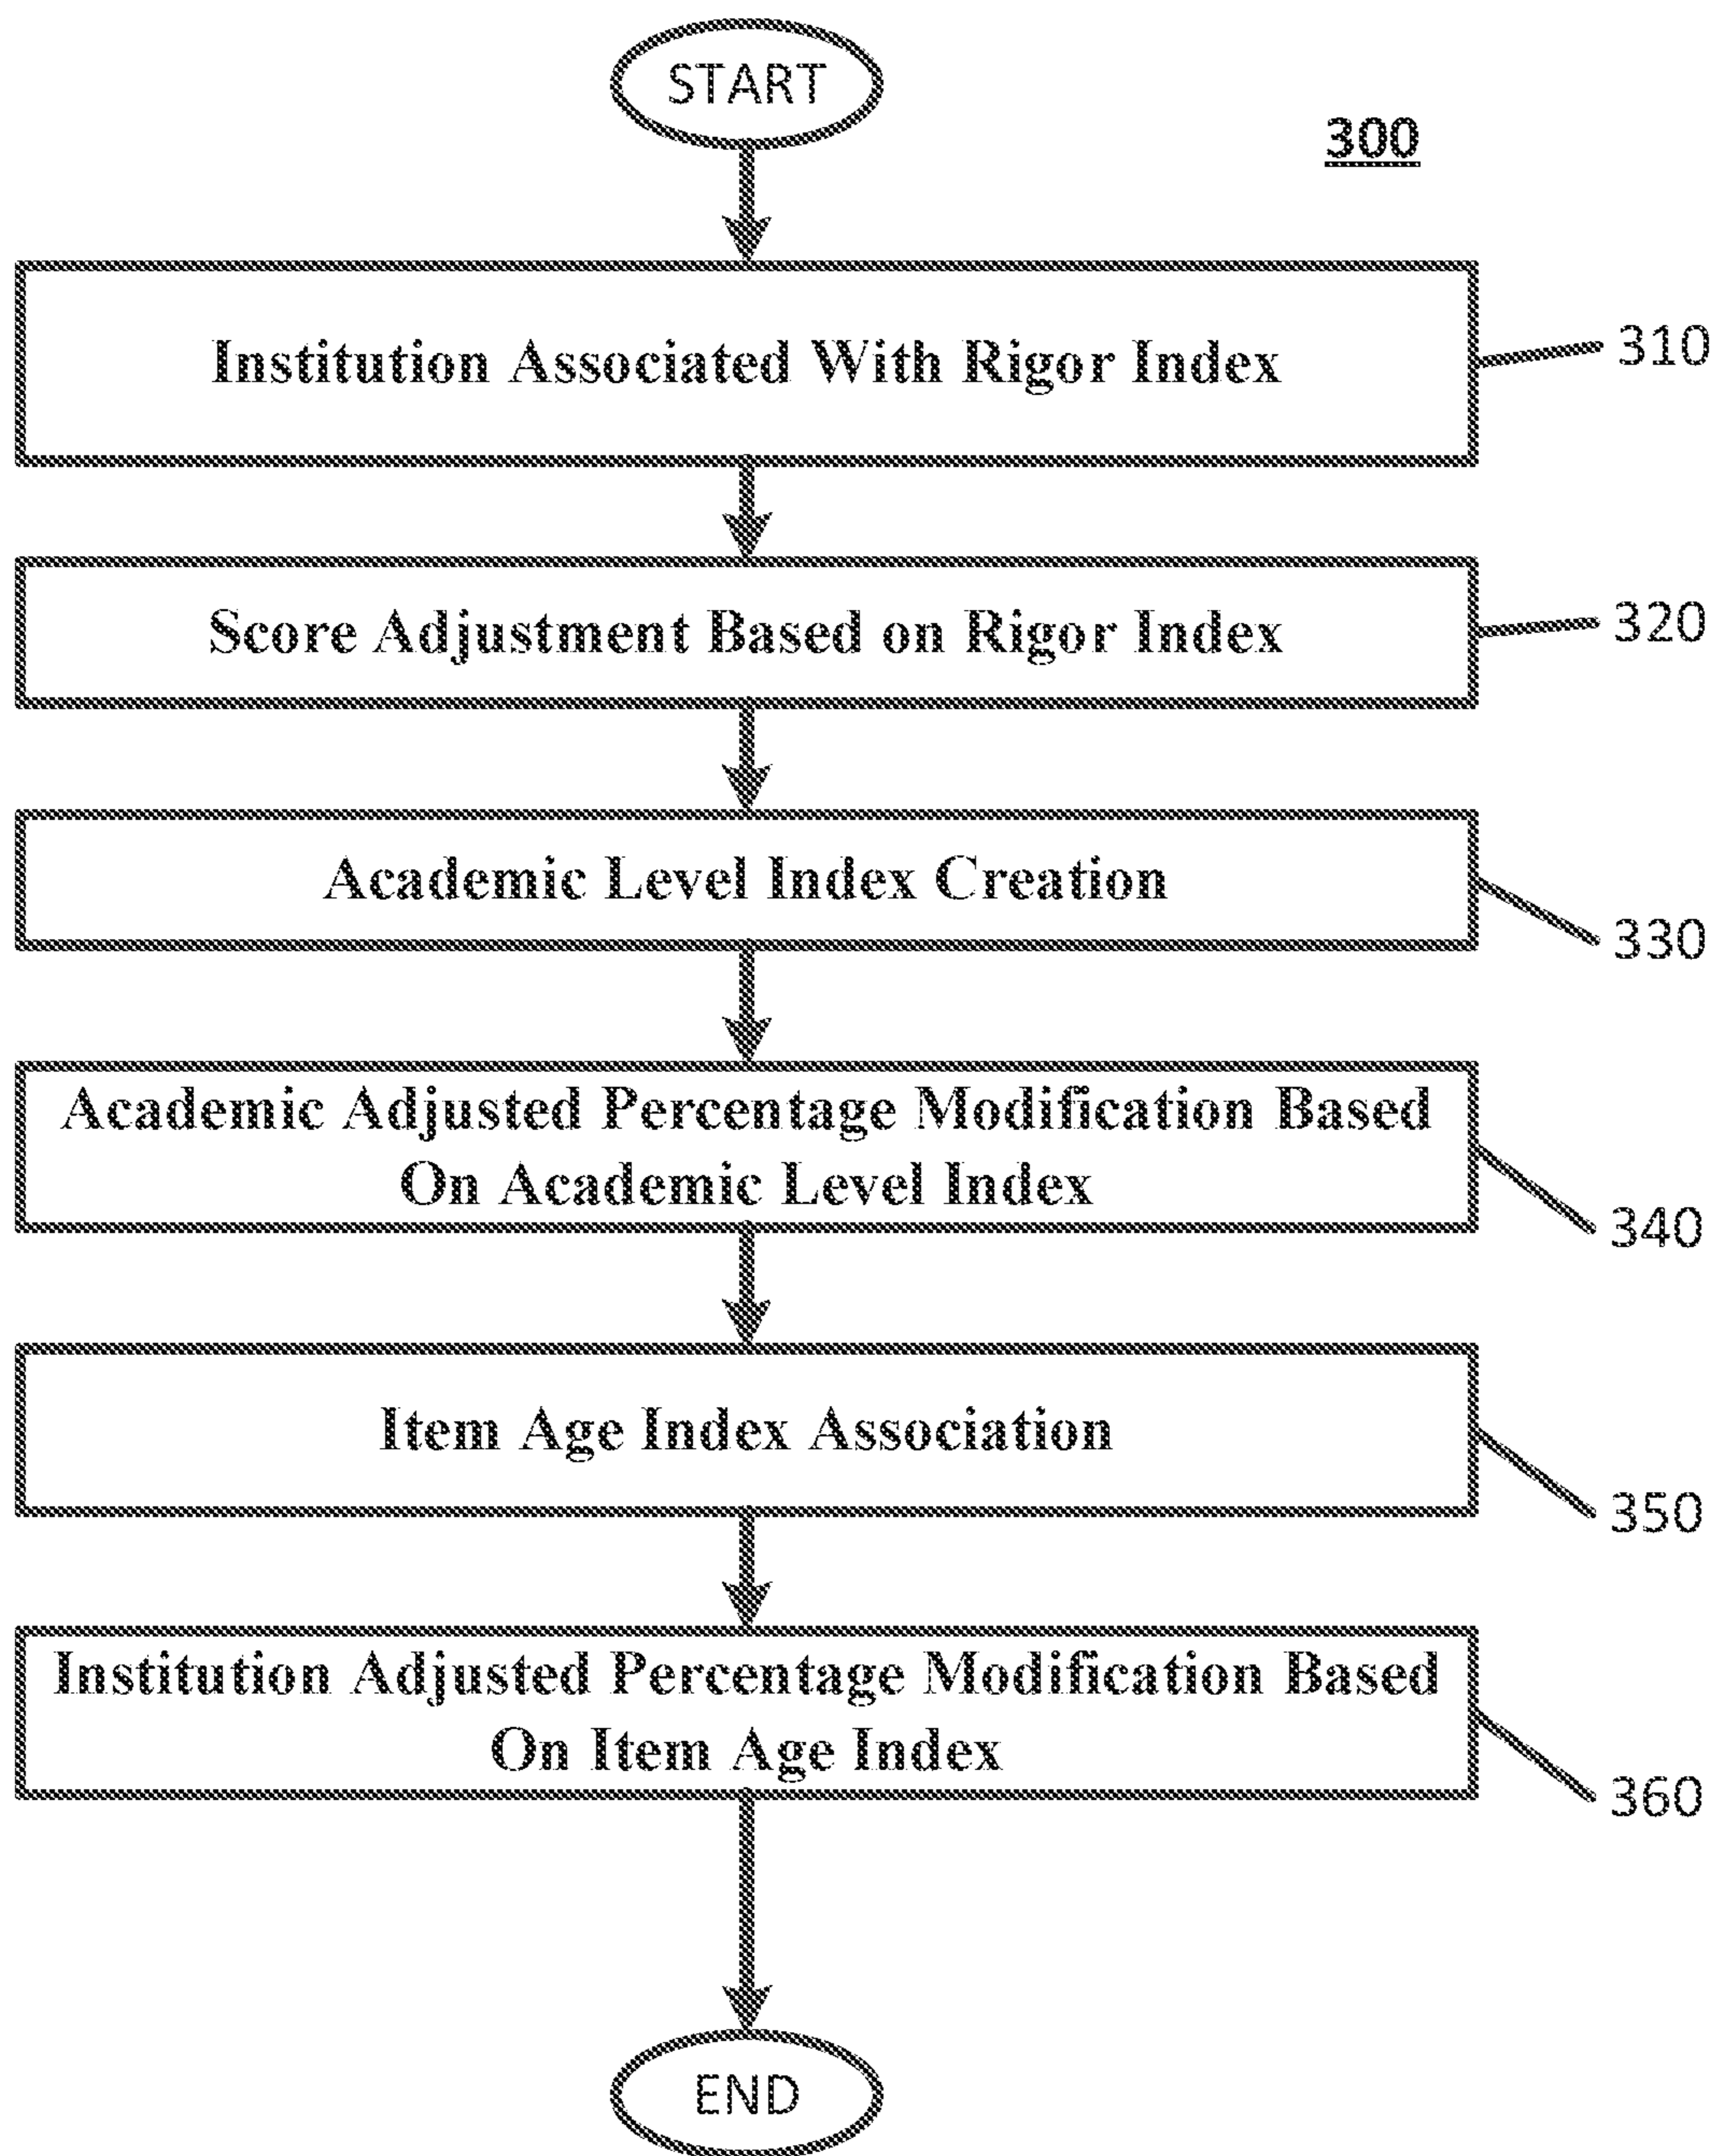 START
300
Institution Associated With Rigor Index
310
Score Adjustment Based on Rigor Index
320
Academic Level Index Creation
330
Academic Adjusted Percentage Modification Based
On Academic Level Index
340
Item Age Index Association
350
Institution Adjusted Percentage Modification Based
On Item Age Index
360
END